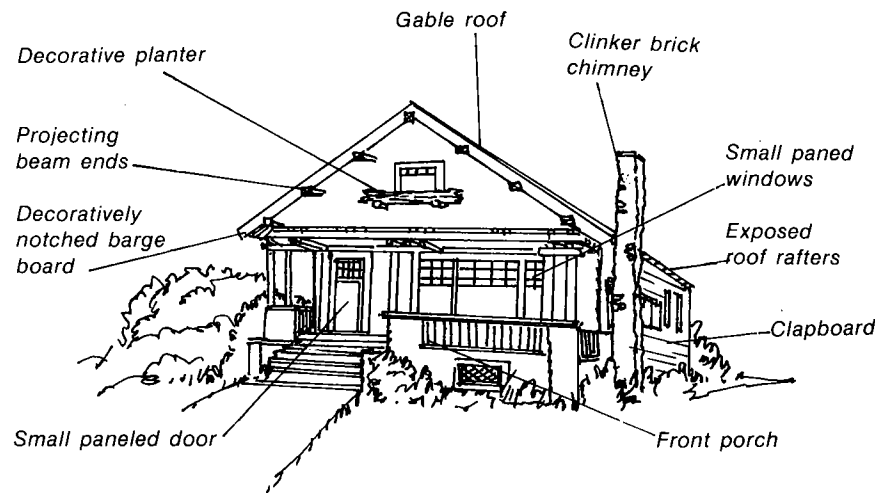 Gable roof
Decorative planter
Clinker brick
chimney
Projecting
beam ends
Small paned
windows
Decoratively
notched barge
board
Exposed
roof rafters
Clapboard
Small paneled door
Front porch